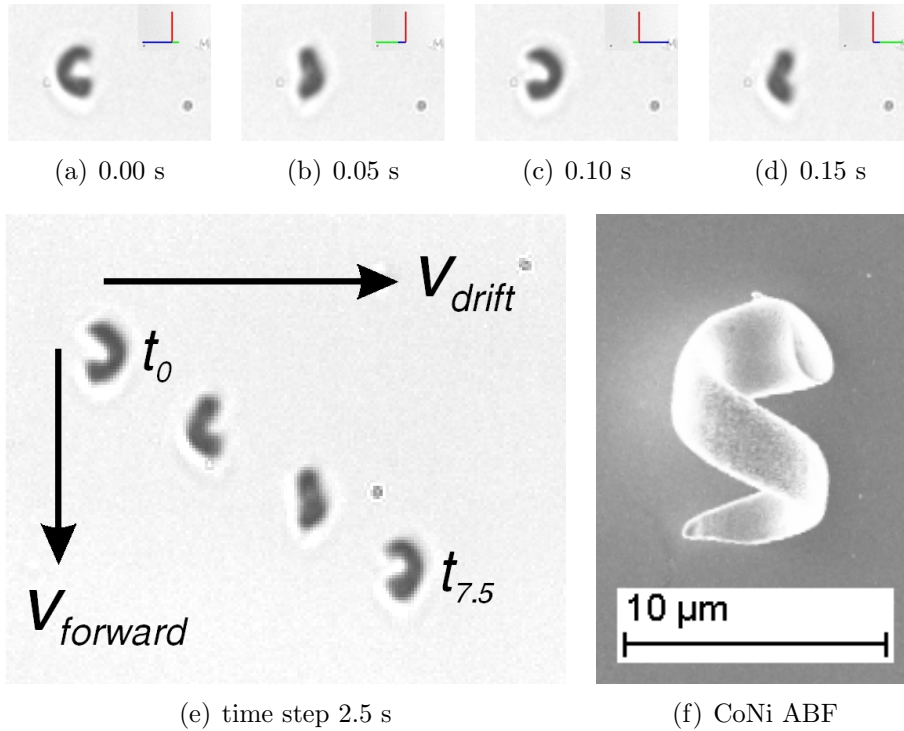 (a) 0.00 s
(b) 0.05 s
(c) 0.10 s
(d) 0.15 s
V_drift
t_0
t_7.5
V_forward
10 µm
(e) time step 2.5 s
(f) CoNi ABF